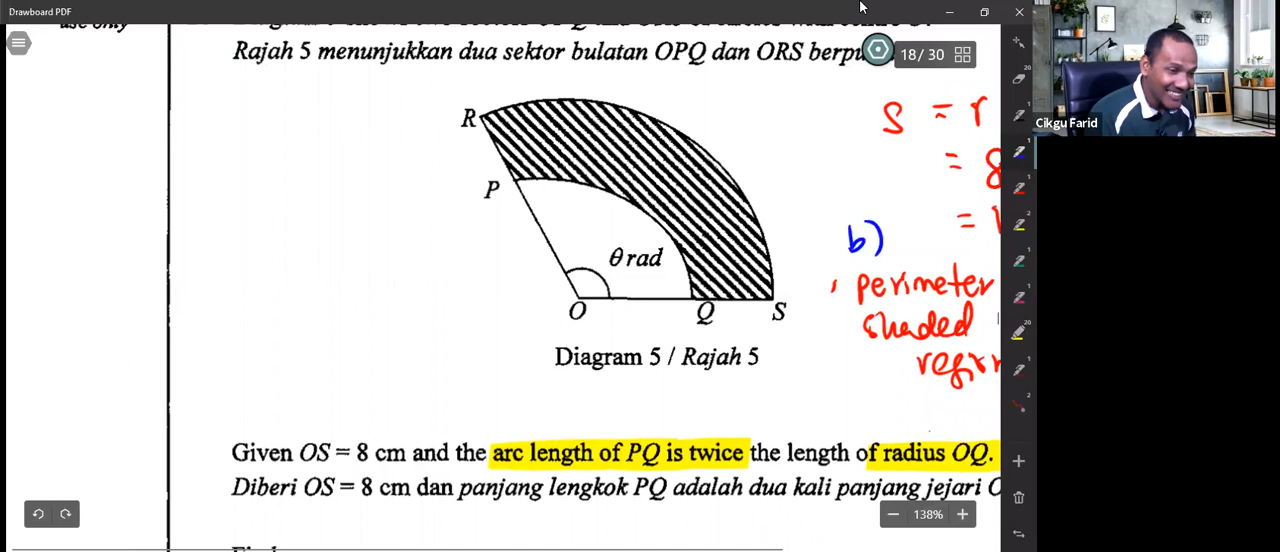 Drawboard PDF
use only
Rajah 5 menunjukkan dua sektor bulatan OPQ dan ORS berpu
18 / 30
R
P
θ rad
O
Q
S
Diagram 5 / Rajah 5
s = r
= 8
=
b)
perimeter
shaded
region
Cikgu Farid
Given OS = 8 cm and the arc length of PQ is twice the length of radius OQ.
Diberi OS = 8 cm dan panjang lengkok PQ adalah dua kali panjang jejari
138%